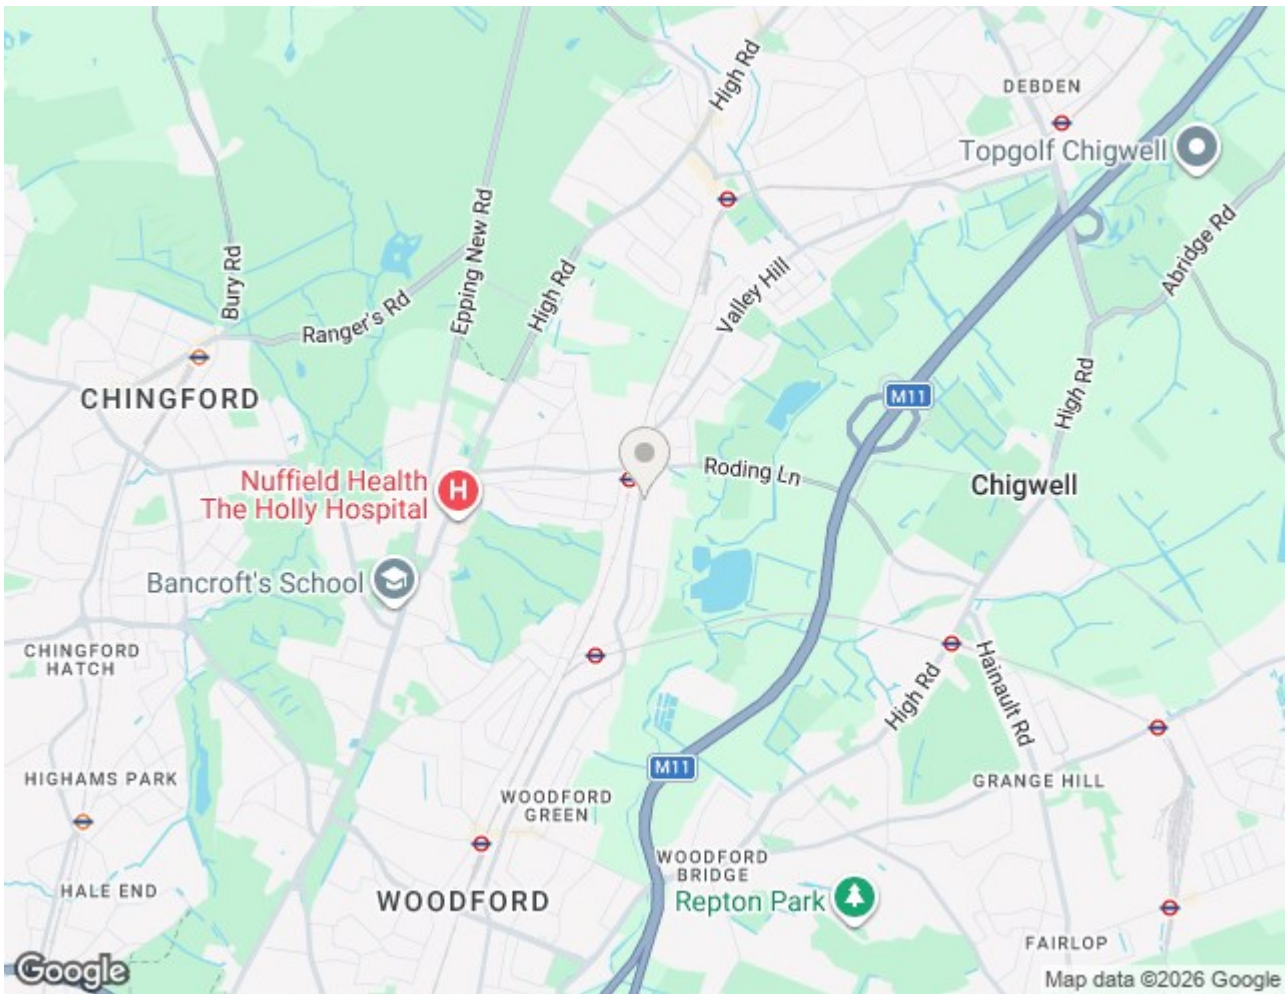 High Rd
DEBDEN
Topgolf Chigwell
Epping New Rd
Abridge Rd
Bury Rd
High Rd
Valley Hill
Ranger's Rd
CHINGFORD
M11
High Rd
Nuffield Health
The Holly Hospital
H
Roding Ln
Chigwell
Bancroft's School
CHINGFORD
HATCH
High Rd
Hainault Rd
M11
HIGHAMS PARK
WOODFORD
GREEN
GRANGE HILL
WOODFORD
BRIDGE
HALE END
WOODFORD
Repton Park
FAIRLOP
Google
Map data ©2026 Google